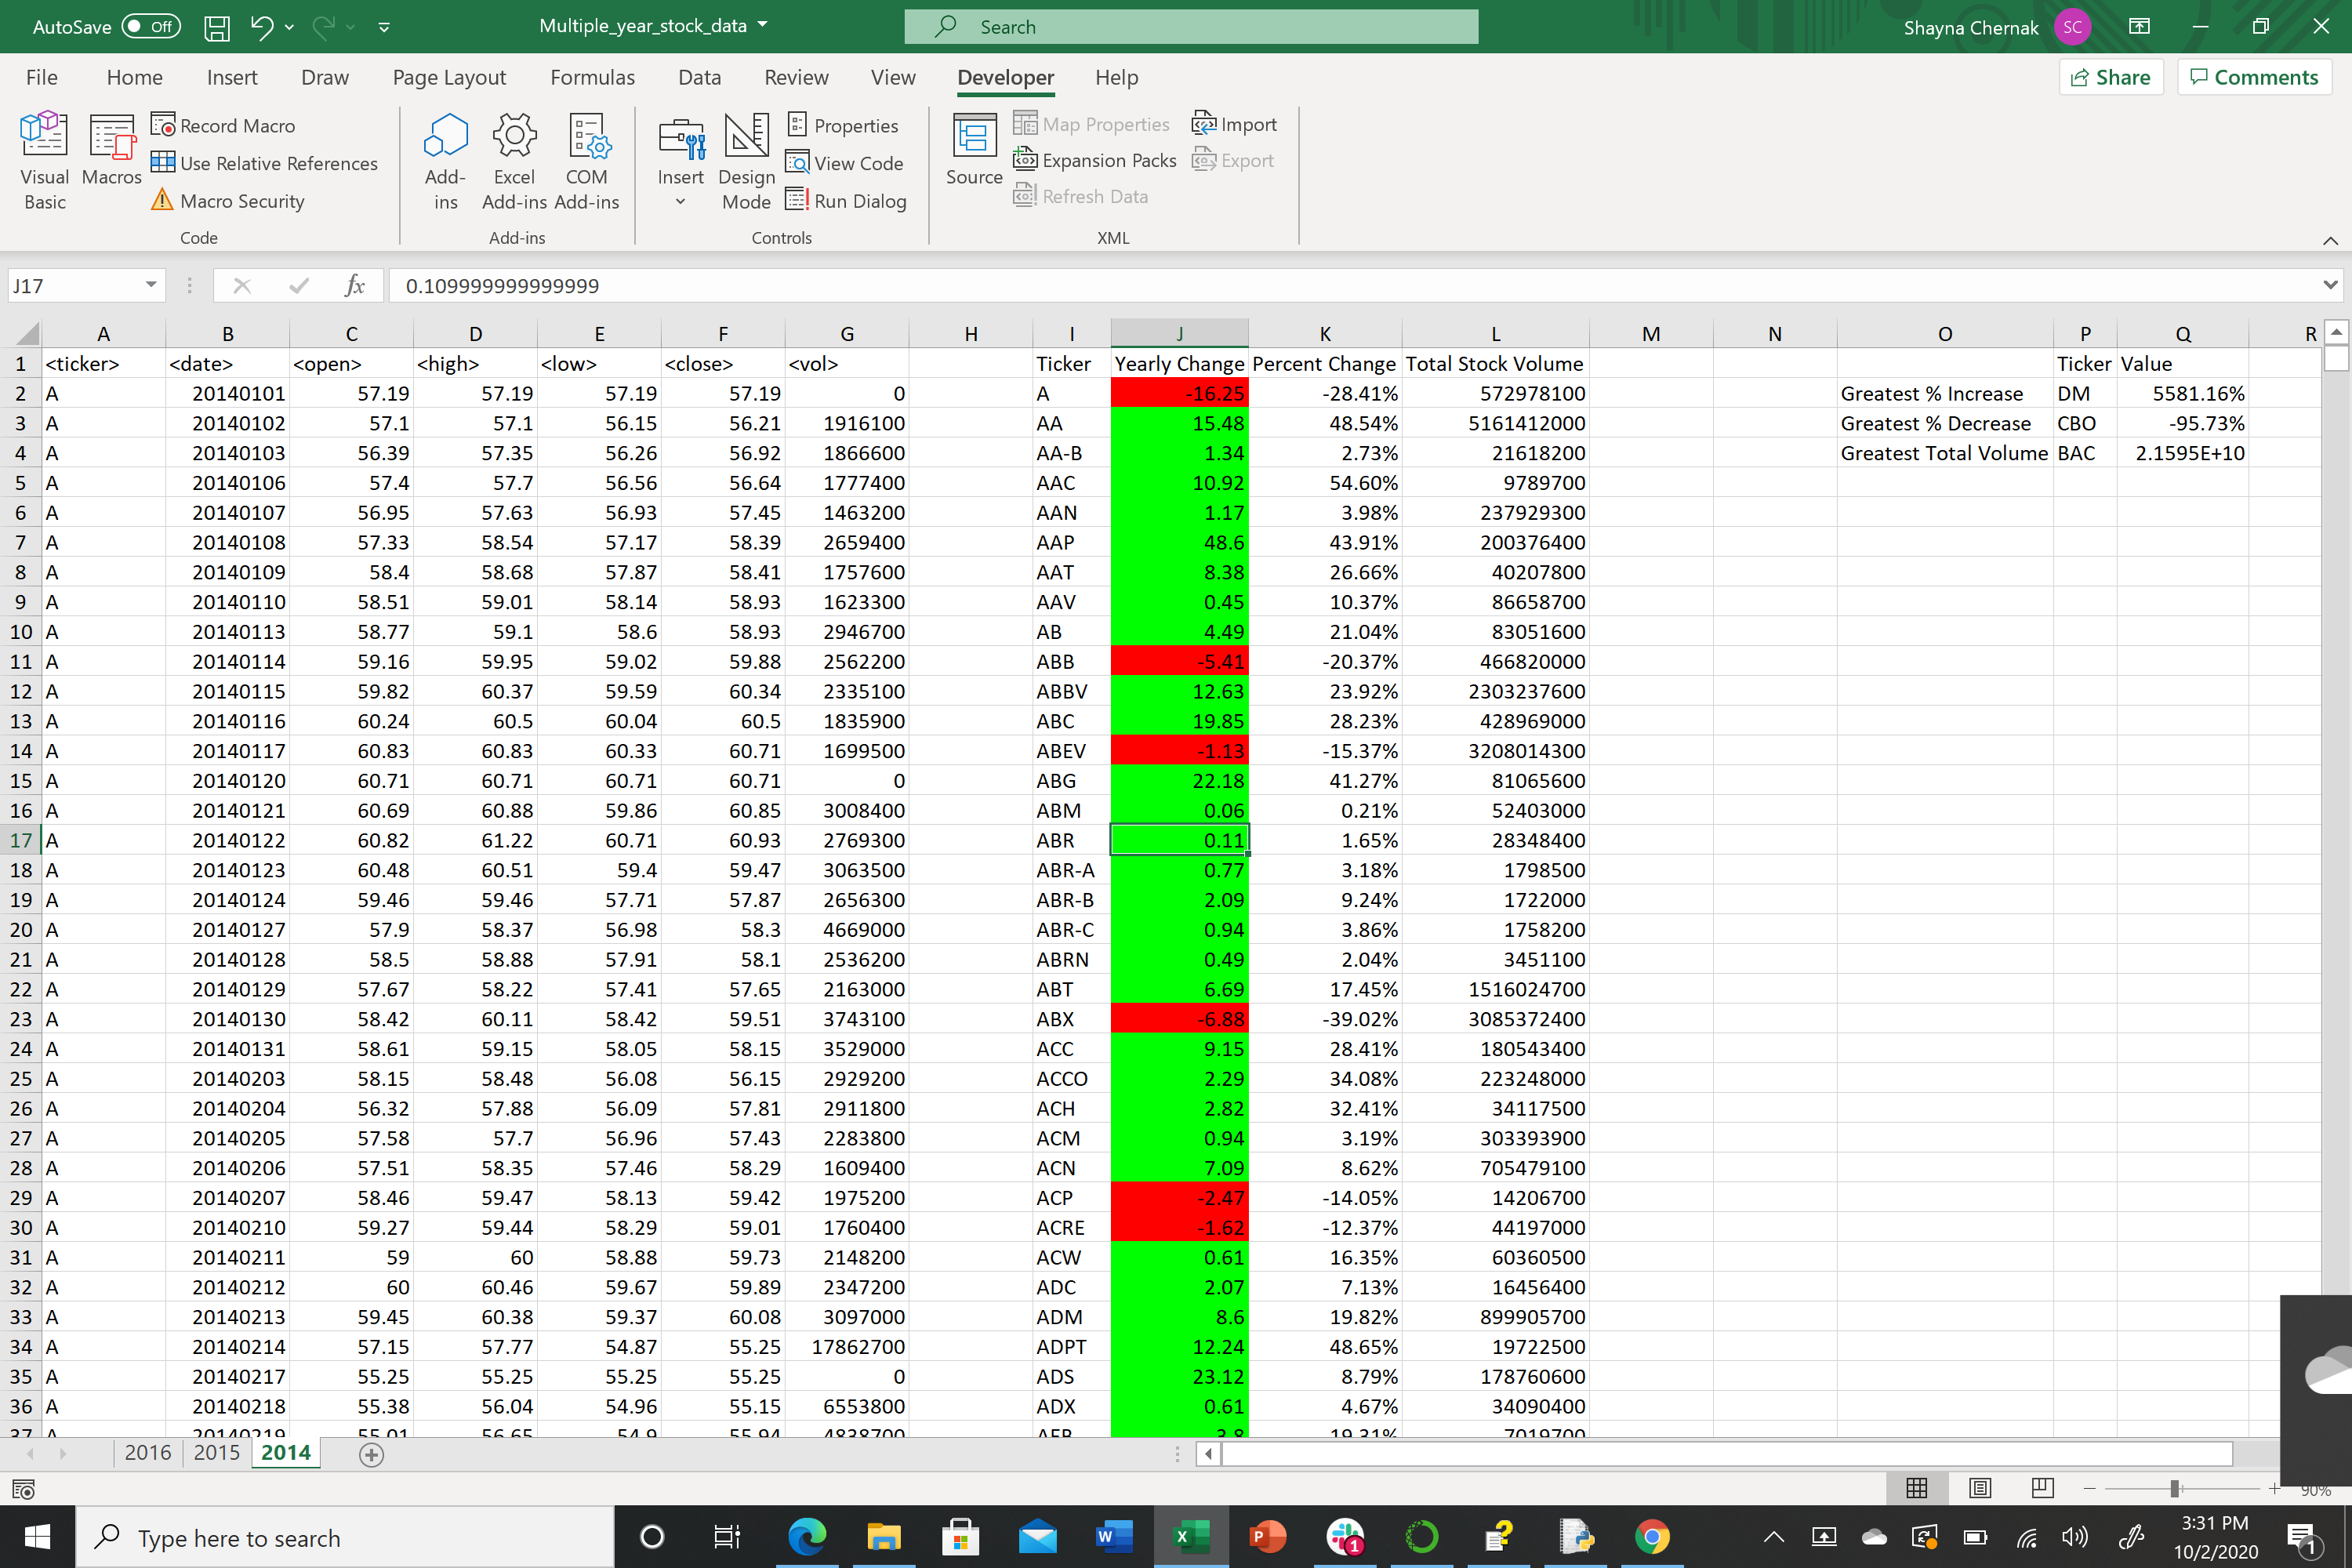 AutoSave Off Multiple_year_stock_data Search Shayna Chernak SC
File Home Insert Draw Page Layout Formulas Data Review View Developer Help Share Comments
Visual Basic Macros Record Macro Use Relative References Macro Security Code
Add-ins Excel Add-ins COM Add-ins Add-ins
Insert Design Mode Properties View Code Run Dialog Controls
Source Map Properties Expansion Packs Refresh Data Import Export XML
J17 fx 0.109999999999999
A B C D E F G H I J K L M N O P Q R
1 <ticker> <date> <open> <high> <low> <close> <vol> Ticker Yearly Change Percent Change Total Stock Volume Ticker Value
2 A 20140101 57.19 57.19 57.19 57.19 0 A -16.25 -28.41% 572978100 Greatest % Increase DM 5581.16%
3 A 20140102 57.1 57.1 56.15 56.21 1916100 AA 15.48 48.54% 5161412000 Greatest % Decrease CBO -95.73%
4 A 20140103 56.39 57.35 56.26 56.92 1866600 AA-B 1.34 2.73% 21618200 Greatest Total Volume BAC 2.1595E+10
5 A 20140106 57.4 57.7 56.56 56.64 1777400 AAC 10.92 54.60% 9789700
6 A 20140107 56.95 57.63 56.93 57.45 1463200 AAN 1.17 3.98% 237929300
7 A 20140108 57.33 58.54 57.17 58.39 2659400 AAP 48.6 43.91% 200376400
8 A 20140109 58.4 58.68 57.87 58.41 1757600 AAT 8.38 26.66% 40207800
9 A 20140110 58.51 59.01 58.14 58.93 1623300 AAV 0.45 10.37% 86658700
10 A 20140113 58.77 59.1 58.6 58.93 2946700 AB 4.49 21.04% 83051600
11 A 20140114 59.16 59.95 59.02 59.88 2562200 ABB -5.41 -20.37% 466820000
12 A 20140115 59.82 60.37 59.59 60.34 2335100 ABBV 12.63 23.92% 2303237600
13 A 20140116 60.24 60.5 60.04 60.5 1835900 ABC 19.85 28.23% 428969000
14 A 20140117 60.83 60.83 60.33 60.71 1699500 ABEV -1.13 -15.37% 3208014300
15 A 20140120 60.71 60.71 60.71 60.71 0 ABG 22.18 41.27% 81065600
16 A 20140121 60.69 60.88 59.86 60.85 3008400 ABM 0.06 0.21% 52403000
17 A 20140122 60.82 61.22 60.71 60.93 2769300 ABR 0.11 1.65% 28348400
18 A 20140123 60.48 60.51 59.4 59.47 3063500 ABR-A 0.77 3.18% 1798500
19 A 20140124 59.46 59.46 57.71 57.87 2656300 ABR-B 2.09 9.24% 1722000
20 A 20140127 57.9 58.37 56.98 58.3 4669000 ABR-C 0.94 3.86% 1758200
21 A 20140128 58.5 58.88 57.91 58.1 2536200 ABRN 0.49 2.04% 3451100
22 A 20140129 57.67 58.22 57.41 57.65 2163000 ABT 6.69 17.45% 1516024700
23 A 20140130 58.42 60.11 58.42 59.51 3743100 ABX -6.88 -39.02% 3085372400
24 A 20140131 58.61 59.15 58.05 58.15 3529000 ACC 9.15 28.41% 180543400
25 A 20140203 58.15 58.48 56.08 56.15 2929200 ACCO 2.29 34.08% 223248000
26 A 20140204 56.32 57.88 56.09 57.81 2911800 ACH 2.82 32.41% 34117500
27 A 20140205 57.58 57.7 56.96 57.43 2283800 ACM 0.94 3.19% 303393900
28 A 20140206 57.51 58.35 57.46 58.29 1609400 ACN 7.09 8.62% 705479100
29 A 20140207 58.46 59.47 58.13 59.42 1975200 ACP -2.47 -14.05% 14206700
30 A 20140210 59.27 59.44 58.29 59.01 1760400 ACRE -1.62 -12.37% 44197000
31 A 20140211 59 60 58.88 59.73 2148200 ACW 0.61 16.35% 60360500
32 A 20140212 60 60.46 59.67 59.89 2347200 ADC 2.07 7.13% 16456400
33 A 20140213 59.45 60.38 59.37 60.08 3097000 ADM 8.6 19.82% 899905700
34 A 20140214 57.15 57.77 54.87 55.25 17862700 ADPT 12.24 48.65% 19722500
35 A 20140217 55.25 55.25 55.25 55.25 0 ADS 23.12 8.79% 178760600
36 A 20140218 55.38 56.04 54.96 55.15 6553800 ADX 0.61 4.67% 34090400
37 A 20140219 55.01 56.65 54.9 55.94 4838700 AEB 3.8 19.31% 7019700
2016 2015 2014
90%
Type here to search 3:31 PM
10/2/2020